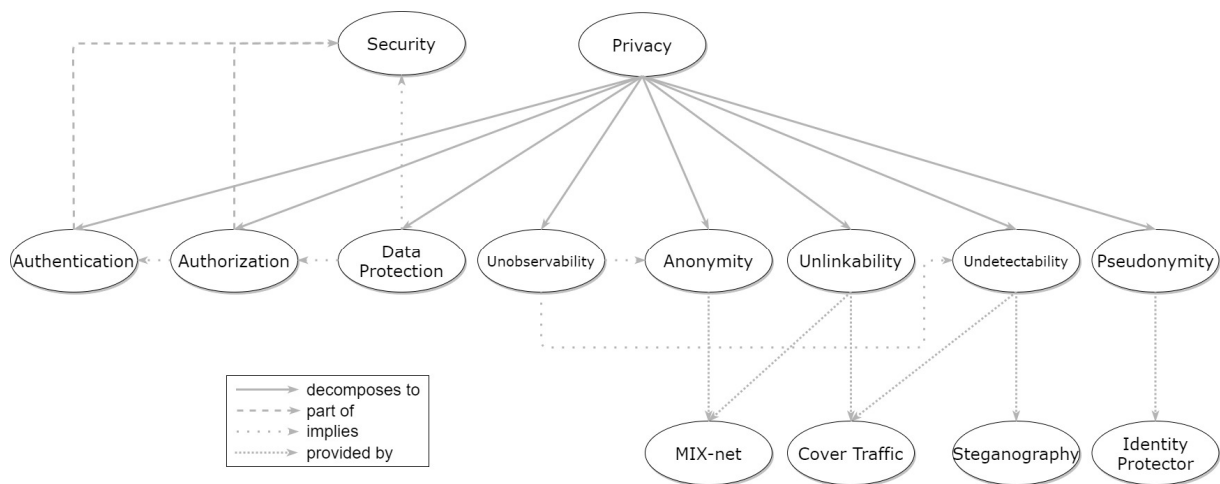 Security
Privacy
Authentication
Authorization
Data
Protection
Unobservability
Anonymity
Unlinkability
Undetectability
Pseudonymity
decomposes to
part of
implies
provided by
MIX-net
Cover Traffic
Steganography
Identity
Protector